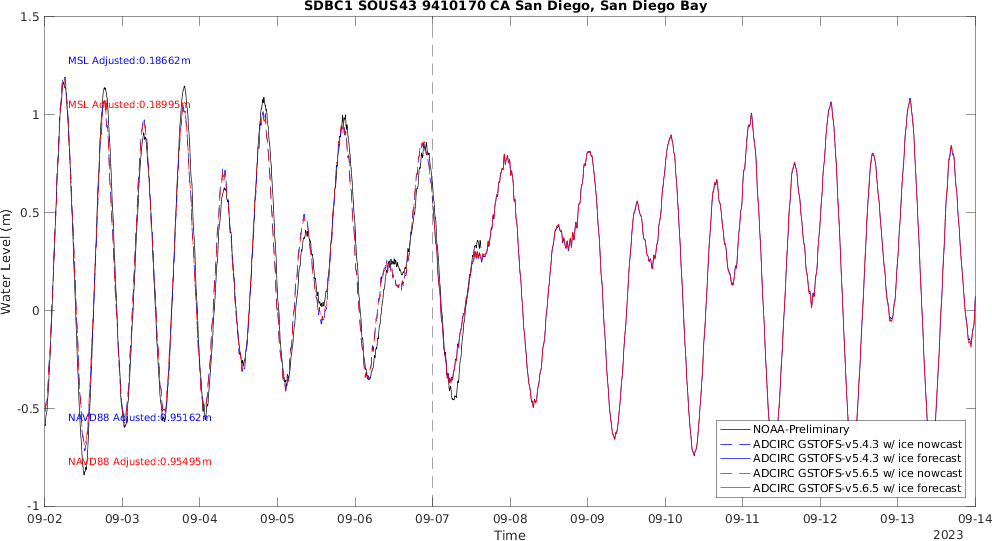 SDBC1 SOUS43 9410170 CA San Diego, San Diego Bay
1.5
MSL Adjusted:0.18662m
MSL Adjusted:0.18995m
1
0.5
Water Level (m)
0
-0.5
NAVD88 Adjusted:0.95162m
NAVD88 Adjusted:0.95495m
-1
NOAA-Preliminary
ADCIRC GSTOFS-v5.4.3 w/ ice nowcast
ADCIRC GSTOFS-v5.4.3 w/ ice forecast
ADCIRC GSTOFS-v5.6.5 w/ ice nowcast
ADCIRC GSTOFS-v5.6.5 w/ ice forecast
09-02 09-03 09-04 09-05 09-06 09-07 09-08 09-09 09-10 09-11 09-12 09-13 09-14
Time
2023